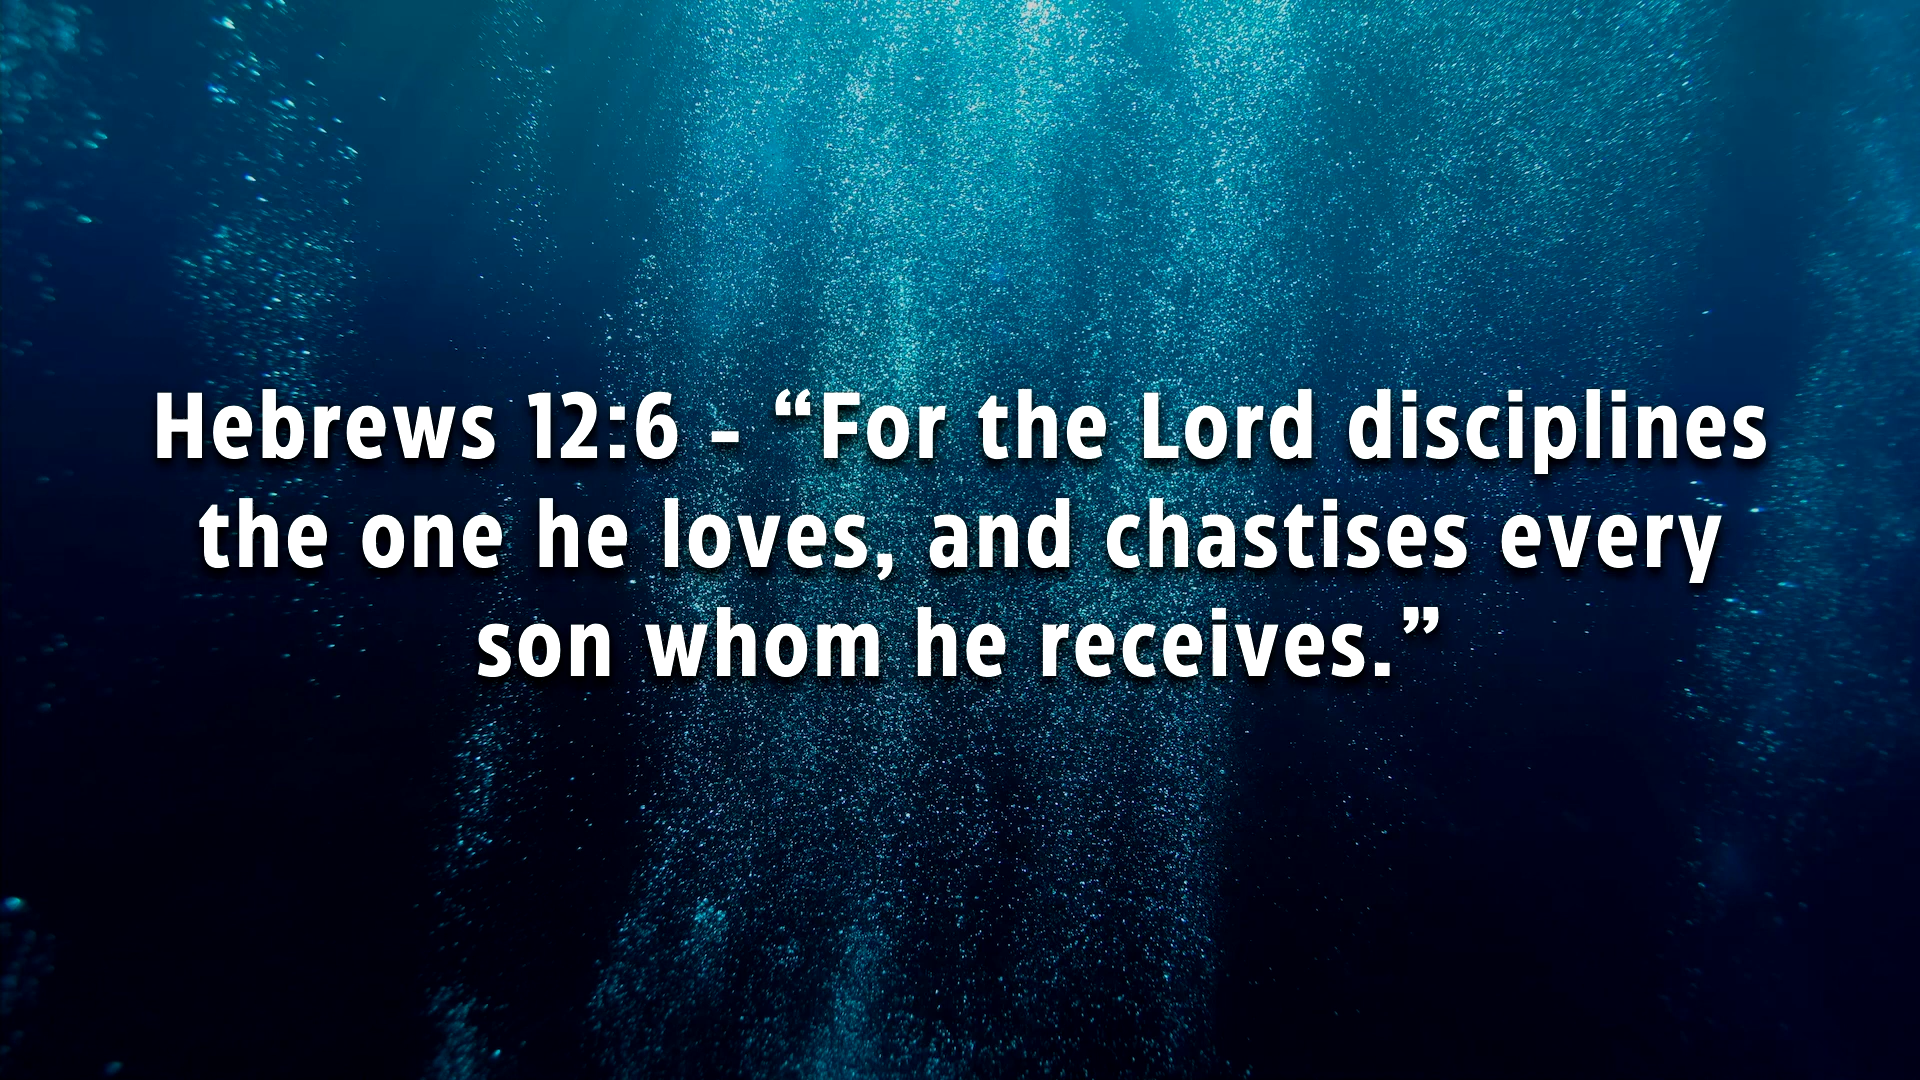 Hebrews 12:6 - “For the Lord disciplines
the one he loves, and chastises every
son whom he receives.”